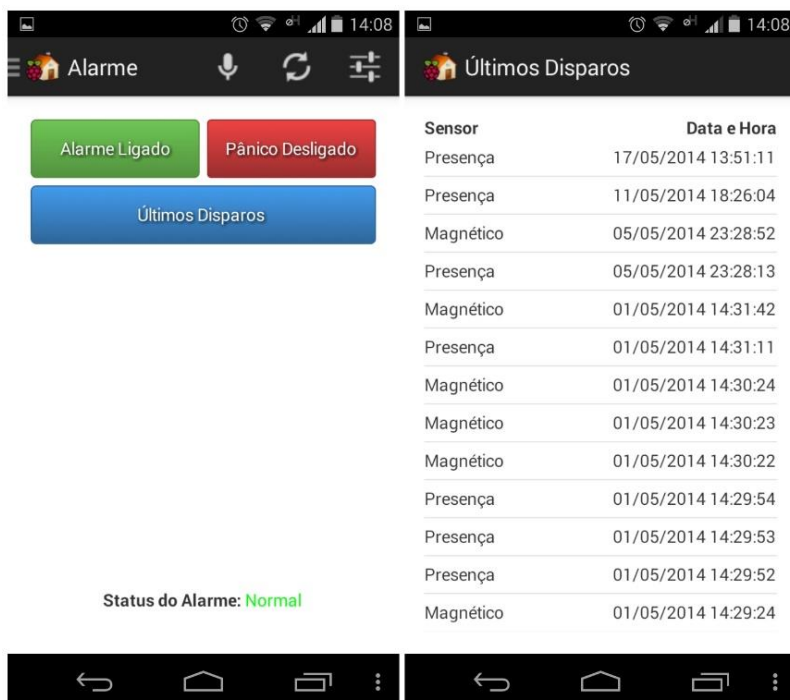 14:08
Alarme
Alarme Ligado
Pânico Desligado
Últimos Disparos
Status do Alarme: Normal
14:08
Últimos Disparos
Sensor Data e Hora
Presença 17/05/2014 13:51:11
Presença 11/05/2014 18:26:04
Magnético 05/05/2014 23:28:52
Presença 05/05/2014 23:28:13
Magnético 01/05/2014 14:31:42
Presença 01/05/2014 14:31:11
Magnético 01/05/2014 14:30:24
Magnético 01/05/2014 14:30:23
Magnético 01/05/2014 14:30:22
Presença 01/05/2014 14:29:54
Presença 01/05/2014 14:29:53
Presença 01/05/2014 14:29:52
Magnético 01/05/2014 14:29:24